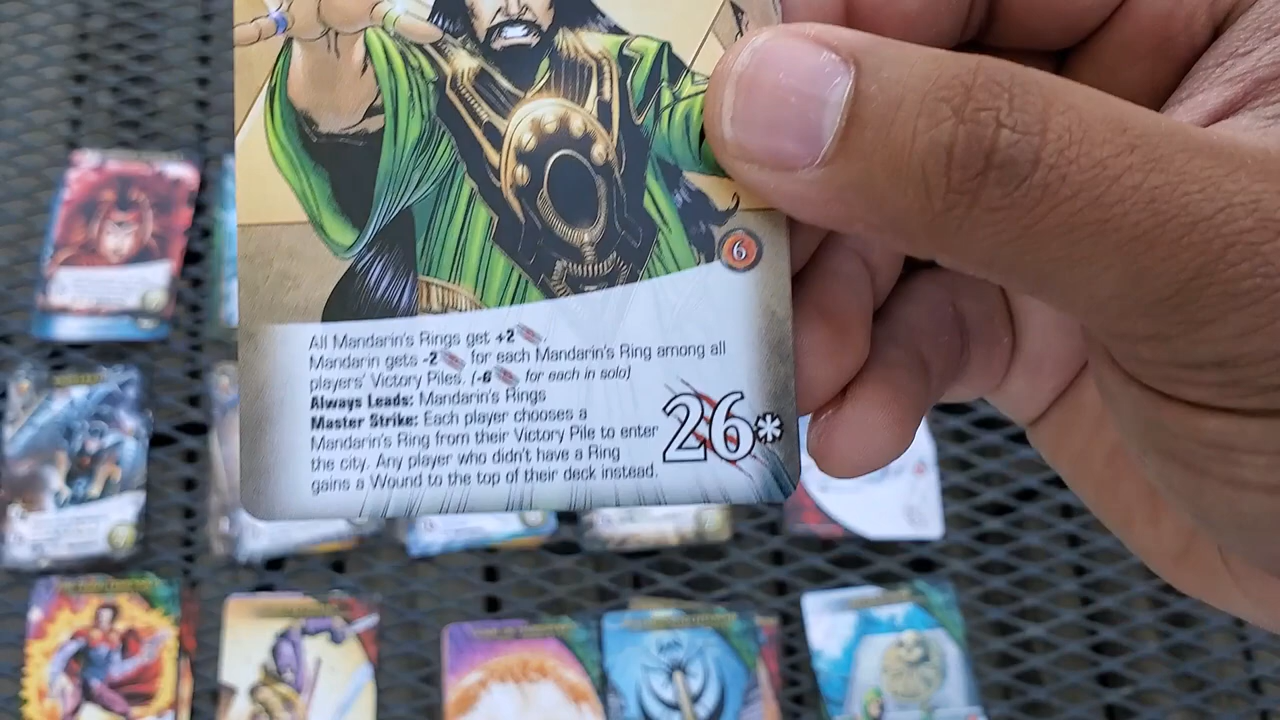 6
All Mandarin's Rings get +2
Mandarin gets -2 for each Mandarin's Ring among all
players' Victory Piles. (-6 for each in solo)
Always Leads: Mandarin's Rings
Master Strike: Each player chooses a
Mandarin's Ring from their Victory Pile to enter
the city. Any player who didn't have a Ring
gains a Wound to the top of their deck instead.
26*